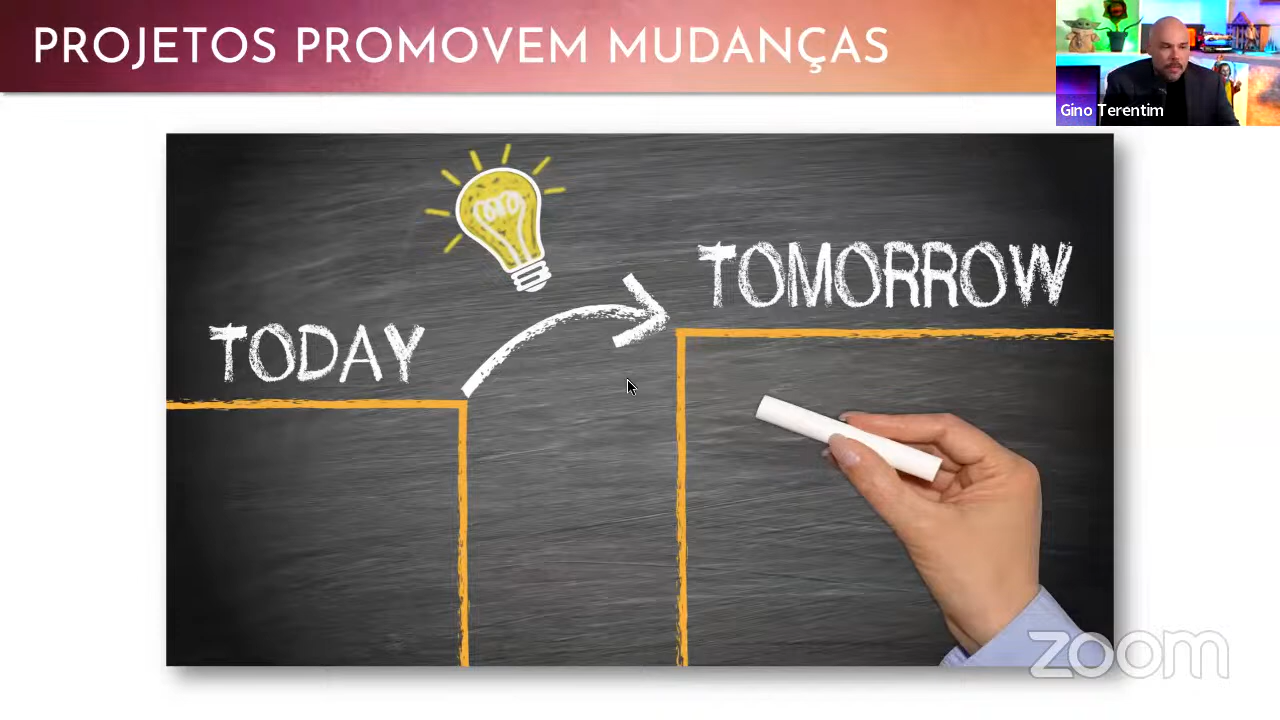 PROJETOS PROMOVEM MUDANÇAS
Gino Terentim
TODAY
TOMORROW
zoom